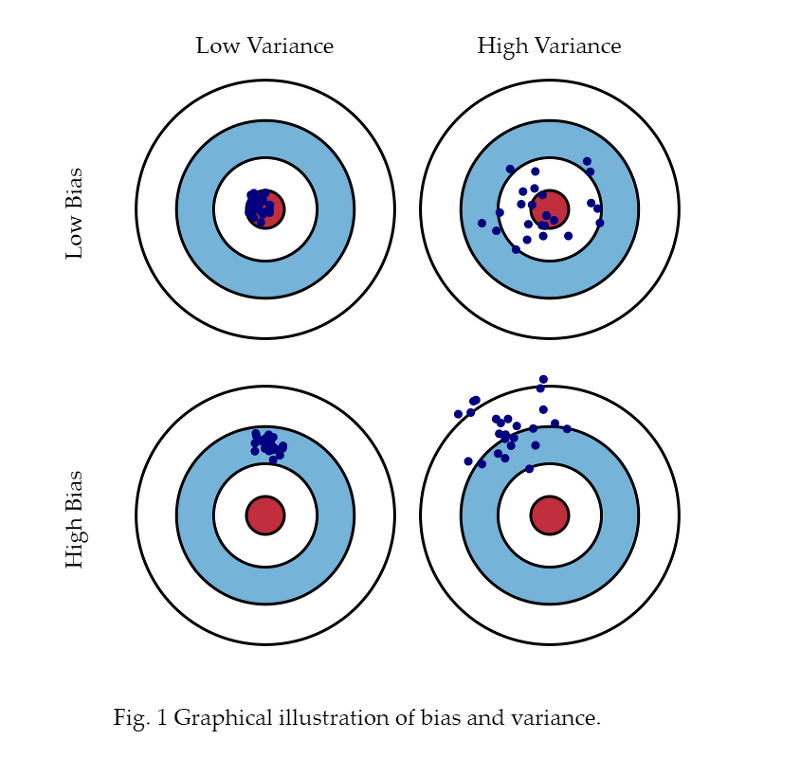 Low Variance
High Variance
Low Bias
High Bias
Fig. 1 Graphical illustration of bias and variance.